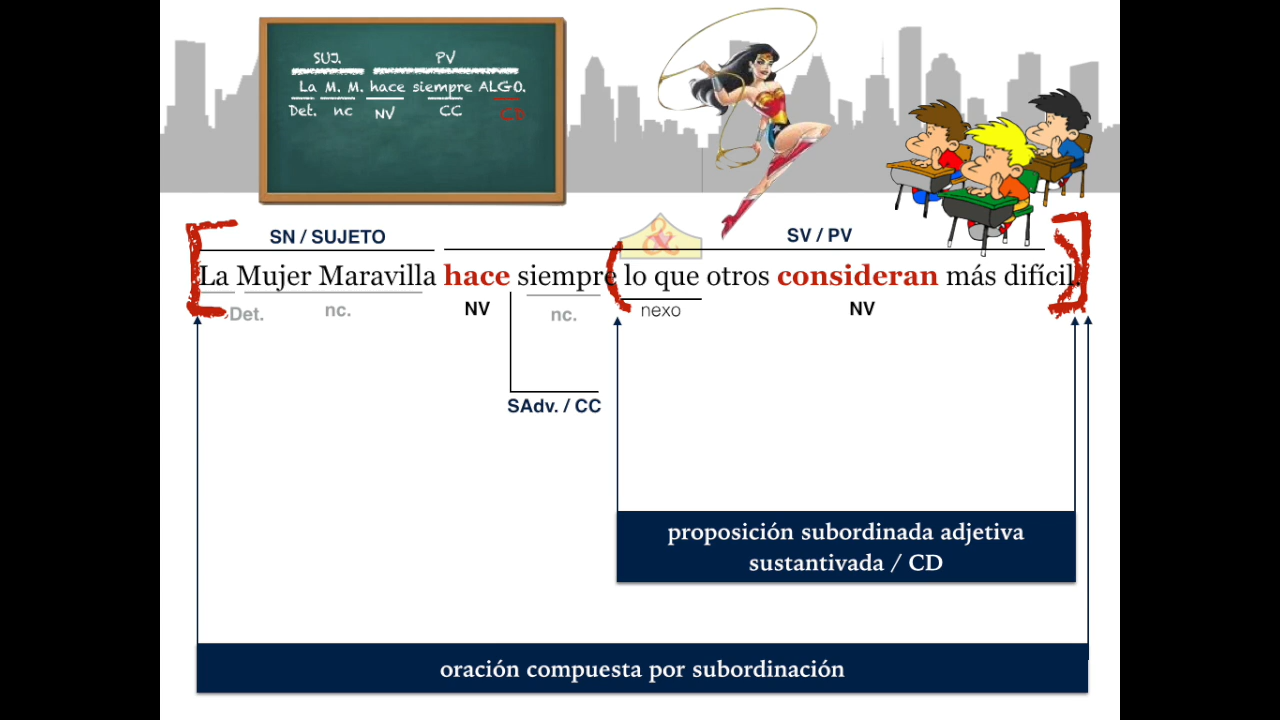 SUJ. PV
La M. M. hace siempre ALGO.
Det. nc NV CC CD
SN / SUJETO SV / PV
&
La Mujer Maravilla hace siempre lo que otros consideran más difícil.
Det. nc. NV nc. nexo NV
SAdv. / CC
proposición subordinada adjetiva
sustantivada / CD
oración compuesta por subordinación